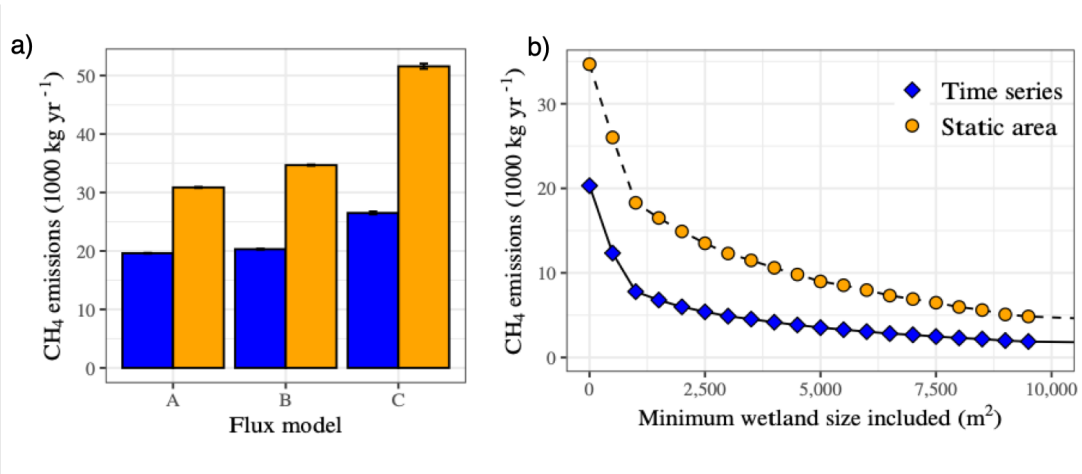 a)
CH4 emissions (1000 kg yr⁻¹)
50
40
30
20
10
0
A B C
Flux model
b)
CH4 emissions (1000 kg yr⁻¹)
30
20
10
0
Time series
Static area
0 2,500 5,000 7,500 10,000
Minimum wetland size included (m²)